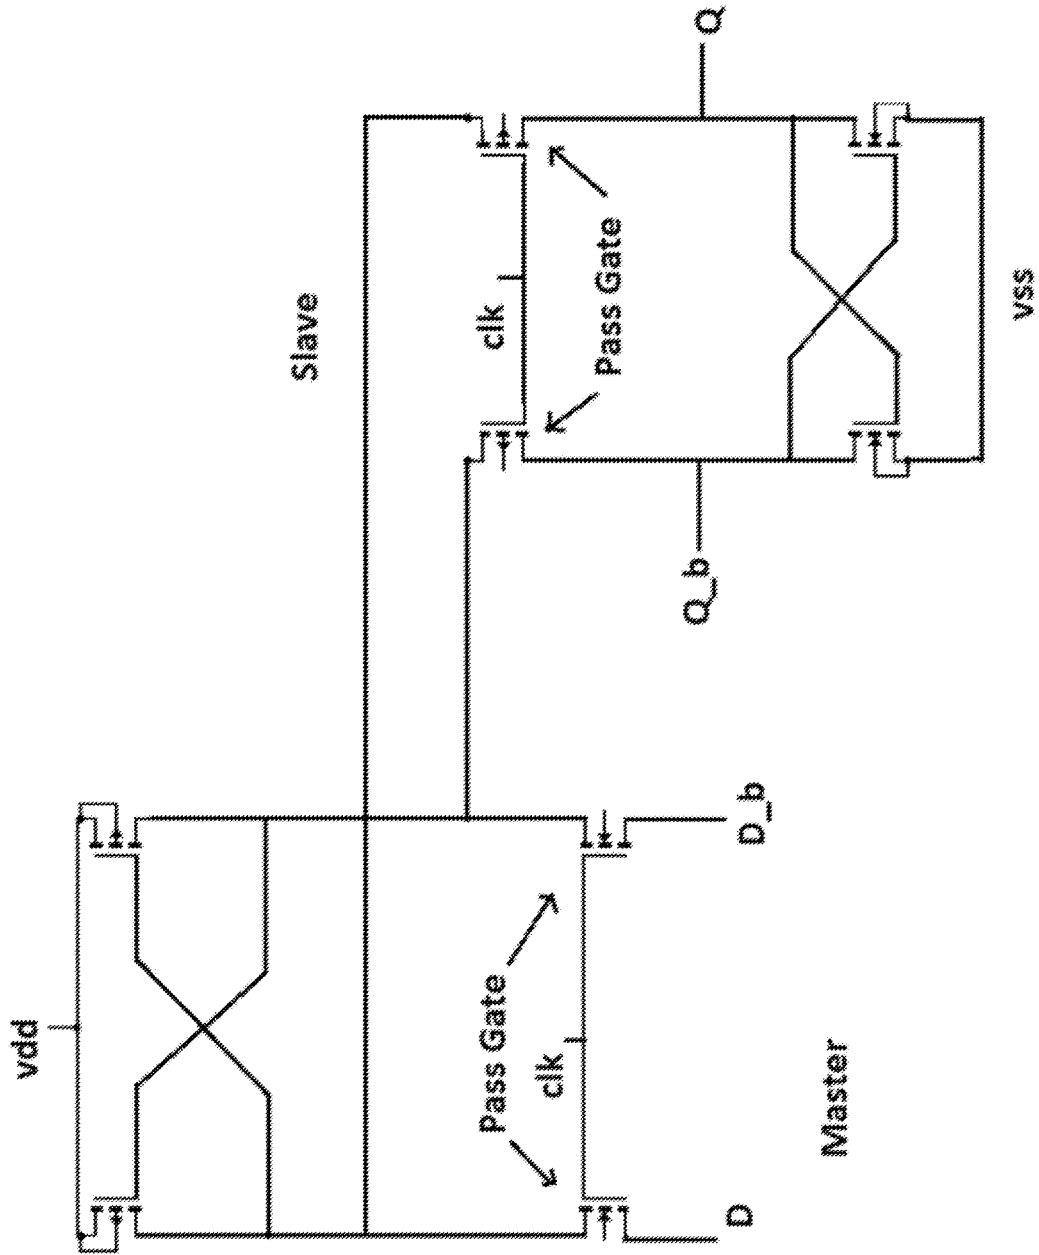 vdd
Pass Gate
clk
Master
D
D_b
Slave
clk
Pass Gate
Q_b
Q
vss